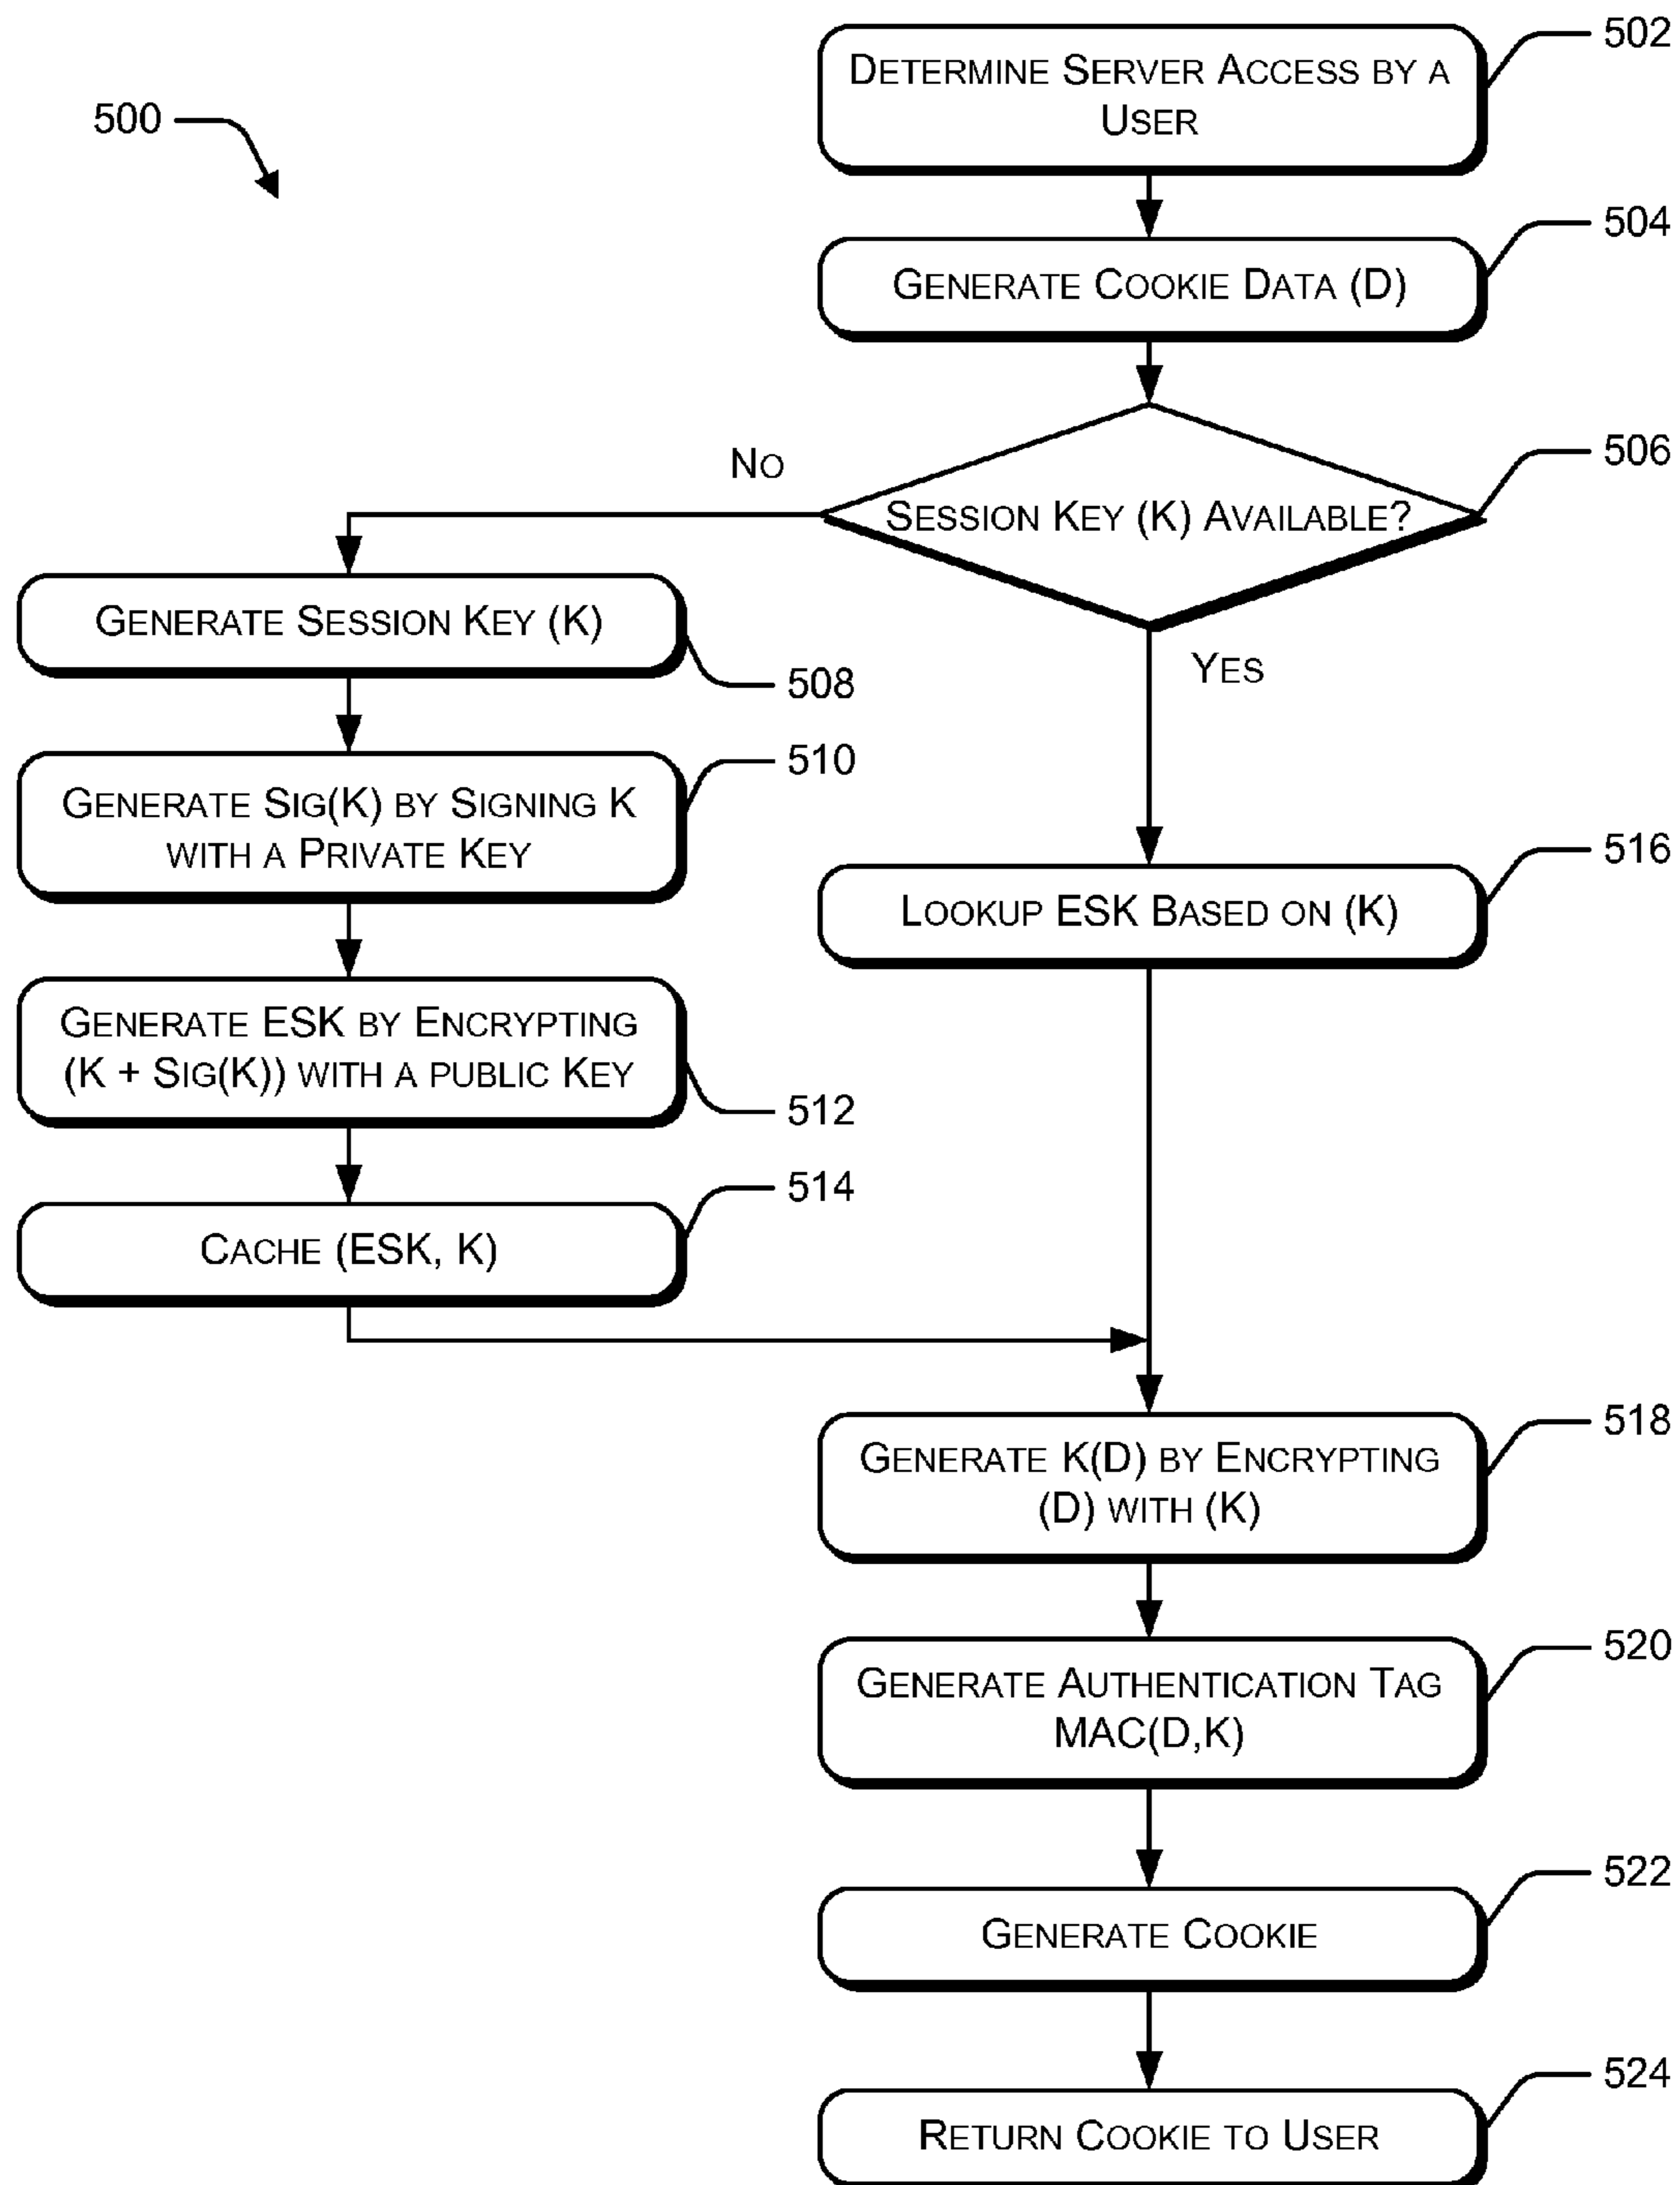 502
DETERMINE SERVER ACCESS BY A
USER
500
504
GENERATE COOKIE DATA (D)
506
NO
SESSION KEY (K) AVAILABLE?
GENERATE SESSION KEY (K)
508
YES
510
GENERATE SIG(K) BY SIGNING K
WITH A PRIVATE KEY
516
LOOKUP ESK BASED ON (K)
GENERATE ESK BY ENCRYPTING
(K + SIG(K)) WITH A PUBLIC KEY
512
514
CACHE (ESK, K)
518
GENERATE K(D) BY ENCRYPTING
(D) WITH (K)
520
GENERATE AUTHENTICATION TAG
MAC(D,K)
522
GENERATE COOKIE
524
RETURN COOKIE TO USER